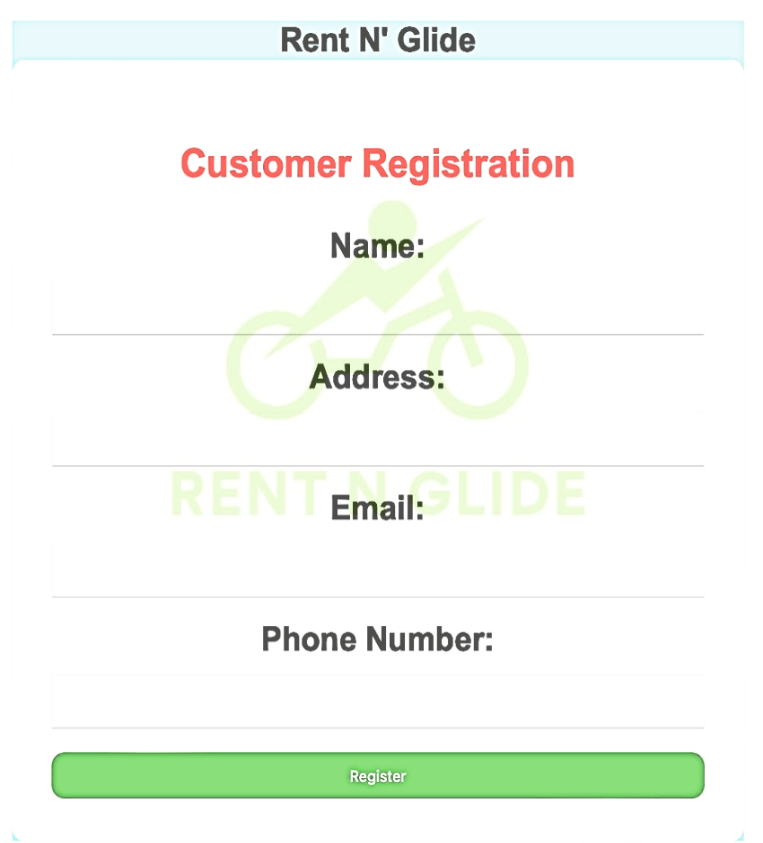 Rent N' Glide
Customer Registration
Name:
Address:
RENT N GLIDE
Email:
Phone Number:
Register